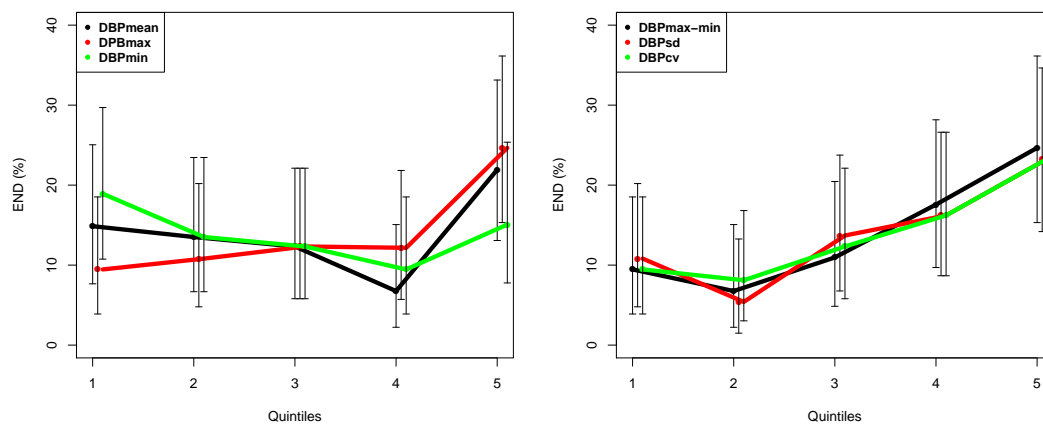 DBPmean
DPBmax
DBPmin
END (%)
40
30
20
10
0
1 2 3 4 5
Quintiles
DBPmax−min
DBPsd
DBPcv
END (%)
40
30
20
10
0
1 2 3 4 5
Quintiles